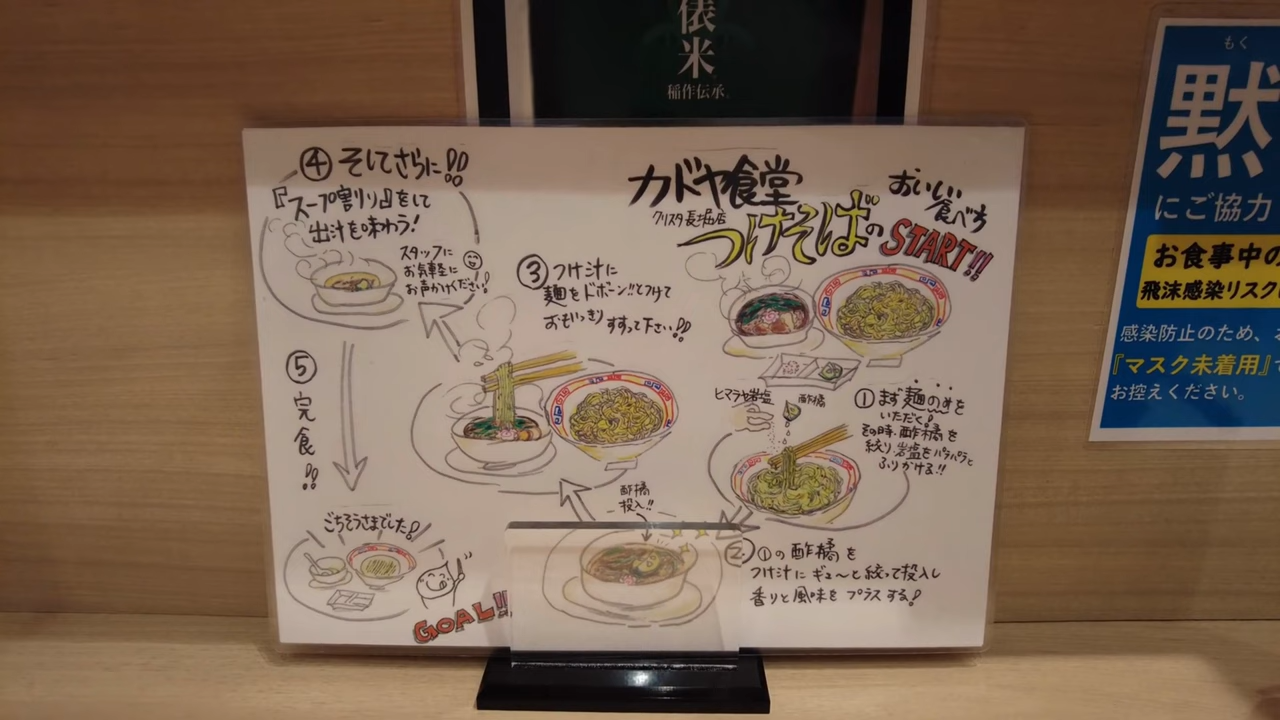 俵米
稲作伝承
カドヤ食堂
クリスタ長堀店
つけそばの
おいしい
食べ方
START!!
ヒマラヤ岩塩
酢橘
①まず麺のみを
いただく!
その時、酢橘を
絞り、岩塩をパラパラと
ふりかける!!
②①の酢橘を
つけ汁にギュ〜と絞って投入し
香りと風味をプラスする!
酢橘
投入!!
③つけ汁に
麺をドボーン!!とつけて
おもいっきりすすって下さい!!
④そしてさらに!!
『スープ割り』をして
出汁を味わう!
スタッフに
お気軽に
お声かけください!
⑤完食!!
ごちそうさまでした!
GOAL!!
もく
黙
にご協力
お食事中の
飛沫感染リスク
感染防止のため、
『マスク未着用』
お控えください。